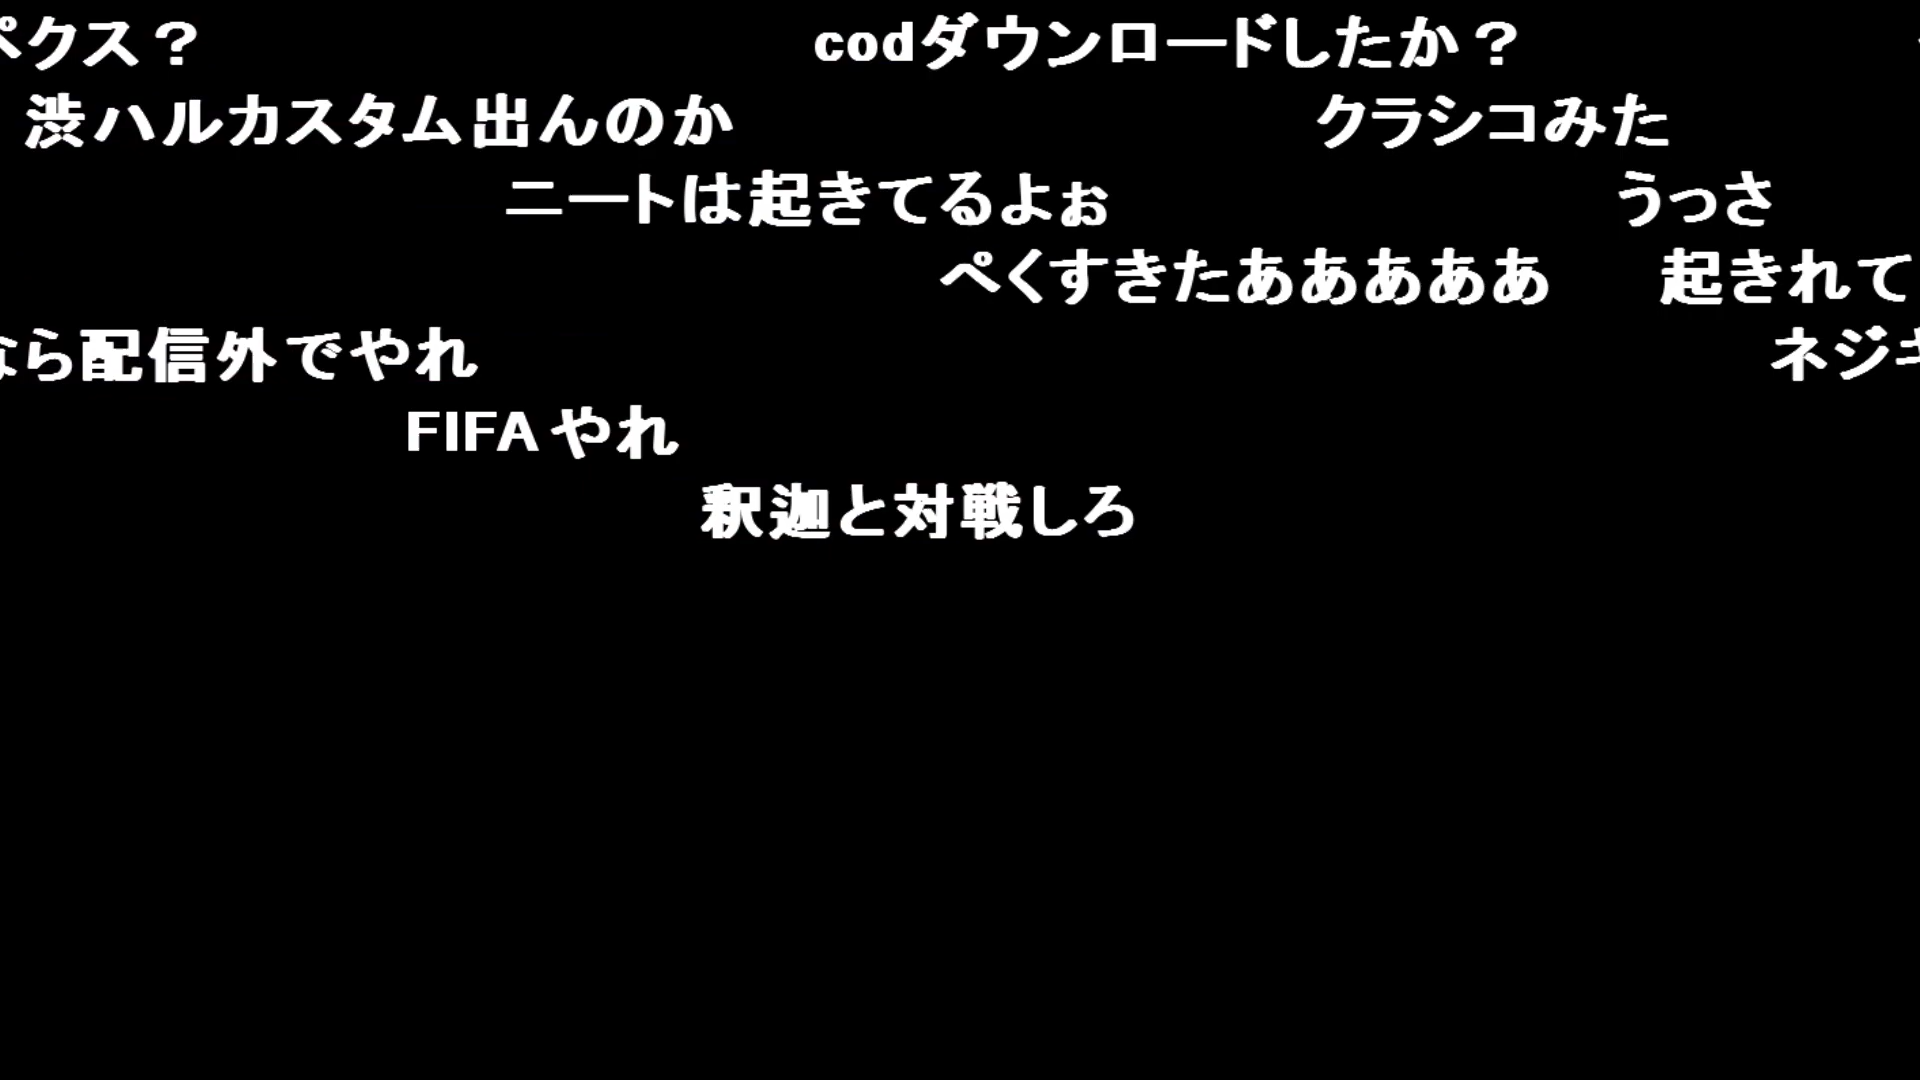 ペクス？ codダウンロードしたか？
渋ハルカスタム出んのか クラシコみた
ニートは起きてるよぉ うっさ
ぺくすきたあああああ 起きれて
なら配信外でやれ ネジキ
FIFAやれ
釈迦と対戦しろ